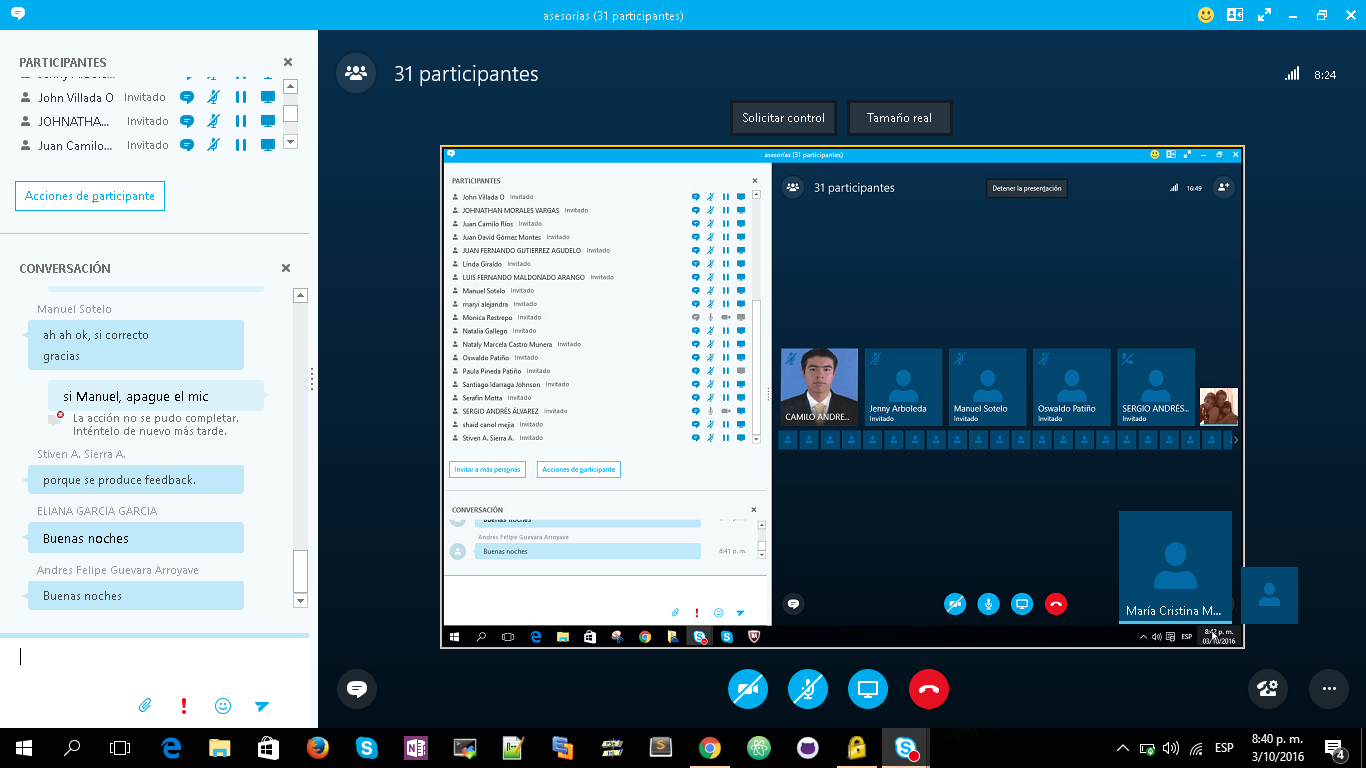 asesorías (31 participantes)
PARTICIPANTES
John Villada O Invitado
JOHNATHA... Invitado
Juan Camilo... Invitado
Acciones de participante
CONVERSACIÓN
Manuel Sotelo
ah ah ok, si correcto
gracias
si Manuel, apague el mic
La acción no se pudo completar.
Inténtelo de nuevo más tarde.
Stiven A. Sierra A.
porque se produce feedback.
ELIANA GARCIA GARCIA
Buenas noches
Andres Felipe Guevara Arroyave
Buenas noches
31 participantes
8:24
Solicitar control
Tamaño real
asesorías (31 participantes)
PARTICIPANTES
John Villada O Invitado
JOHNATHAN MORALES VARGAS Invitado
Juan Camilo Ríos Invitado
Juan David Gómez Montes Invitado
JUAN FERNANDO GUTIERREZ AGUDELO Invitado
Linda Giraldo Invitado
LUIS FERNANDO MALDONADO ARANGO Invitado
Manuel Sotelo Invitado
maryi alejandra Invitado
Monica Restrepo Invitado
Natalia Gallego Invitado
Nataly Marcela Castro Munera Invitado
Oswaldo Patiño Invitado
Paula Pineda Patiño Invitado
Santiago Idarraga Johnson Invitado
Serafin Motta Invitado
SERGIO ANDRÉS ÁLVAREZ Invitado
shaid canol mejia Invitado
Stiven A. Sierra A. Invitado
Invitar a más personas
Acciones de participante
CONVERSACIÓN
Buenas noches
Andres Felipe Guevara Arroyave
Buenas noches 8:41 p. m.
31 participantes
Detener la presentación
16:49
CAMILO ANDRE...
Jenny Arboleda
Invitado
Manuel Sotelo
Invitado
Oswaldo Patiño
Invitado
SERGIO ANDRÉS...
Invitado
María Cristina M...
ESP
03/10/2016
ESP
8:40 p. m.
3/10/2016
4